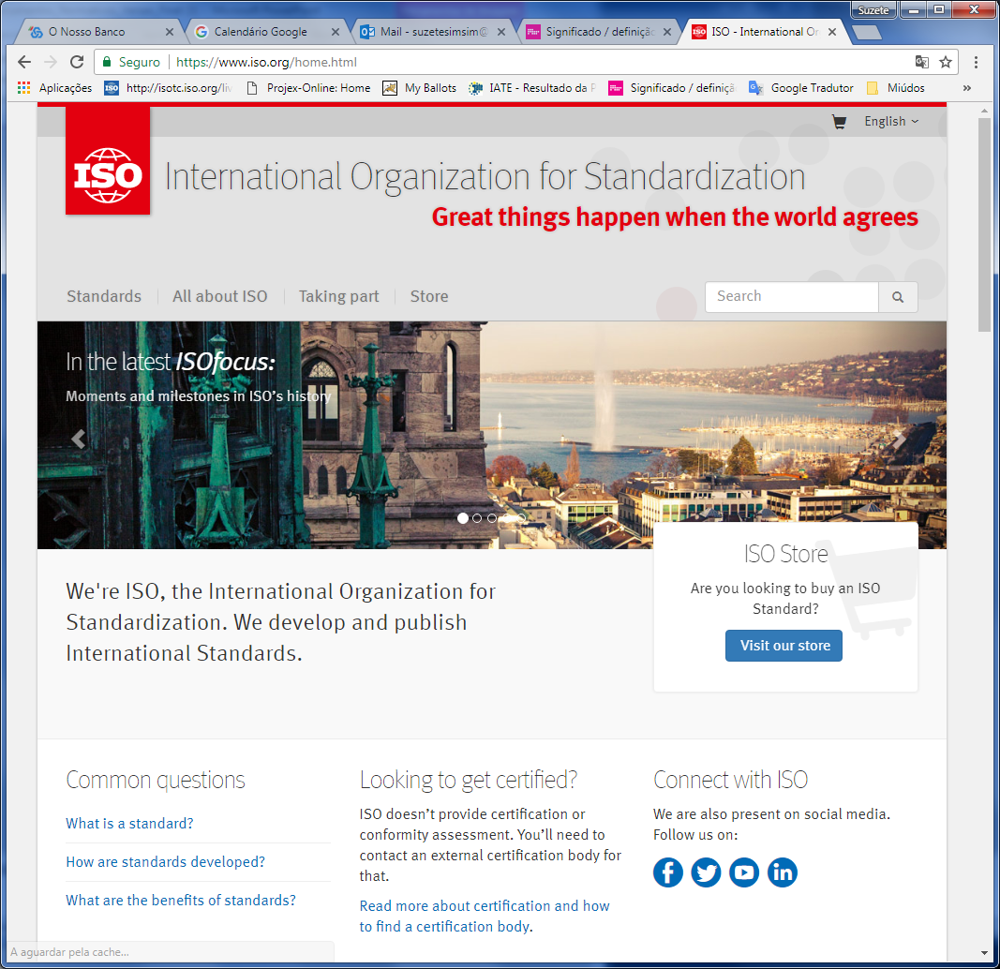 Suzete
O Nosso Banco
Calendário Google
Mail - suzetesimsim@
Significado / definição
ISO - International Or
Seguro
https://www.iso.org/home.html
Aplicações
http://isotc.iso.org/liv
Projex-Online: Home
My Ballots
IATE - Resultado da P
Significado / definiç
Google Tradutor
Miúdos
»
English
ISO
International Organization for Standardization
Great things happen when the world agrees
Standards
All about ISO
Taking part
Store
Search
In the latest ISOfocus:
Moments and milestones in ISO's history
We're ISO, the International Organization for
Standardization. We develop and publish
International Standards.
ISO Store
Are you looking to buy an ISO
Standard?
Visit our store
Common questions
What is a standard?
How are standards developed?
What are the benefits of standards?
Looking to get certified?
ISO doesn’t provide certification or
conformity assessment. You’ll need to
contact an external certification body for
that.
Read more about certification and how
to find a certification body.
Connect with ISO
We are also present on social media.
Follow us on:
A aguardar pela cache...